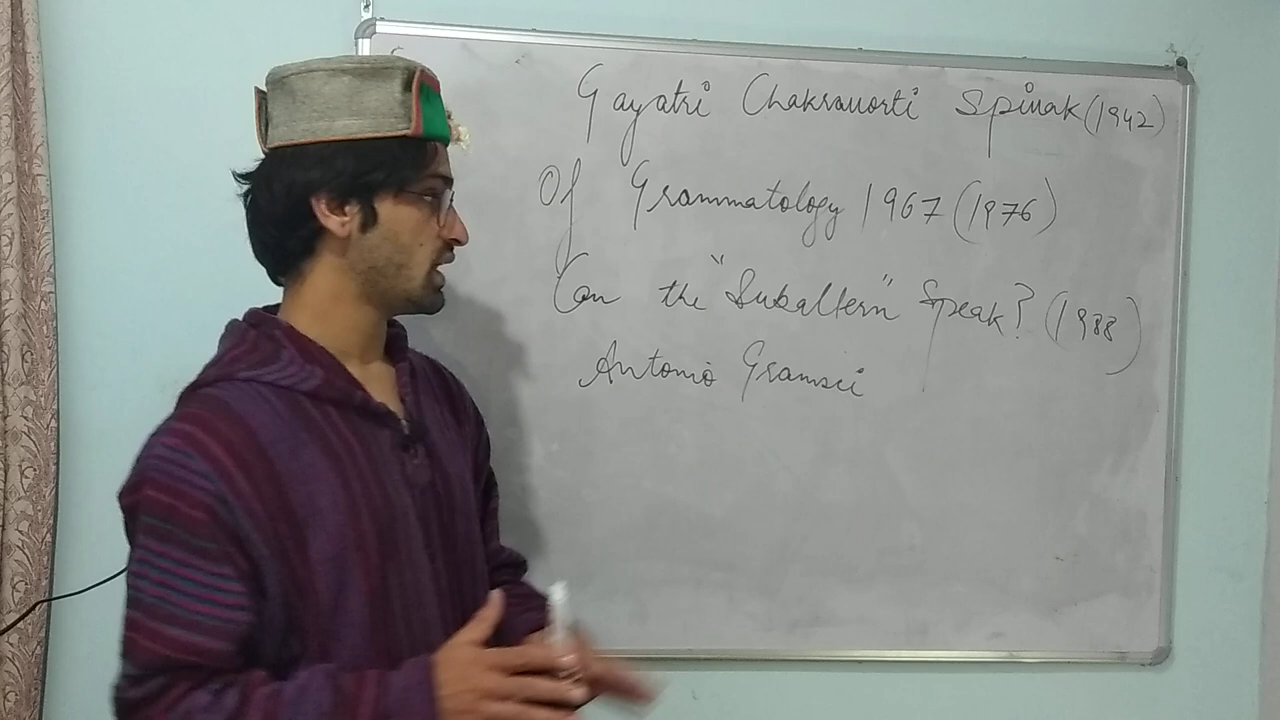 Gayatri Chakravorti Spivak (1942)
Of Grammatology 1967 (1976)
Can the "Subaltern" Speak? (1988)
Antonio Gramsci